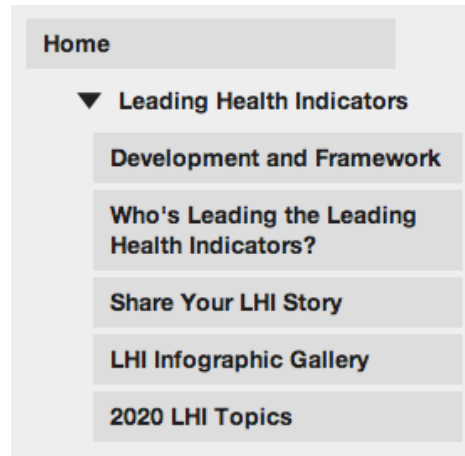 Home
Leading Health Indicators
Development and Framework
Who's Leading the Leading
Health Indicators?
Share Your LHI Story
LHI Infographic Gallery
2020 LHI Topics